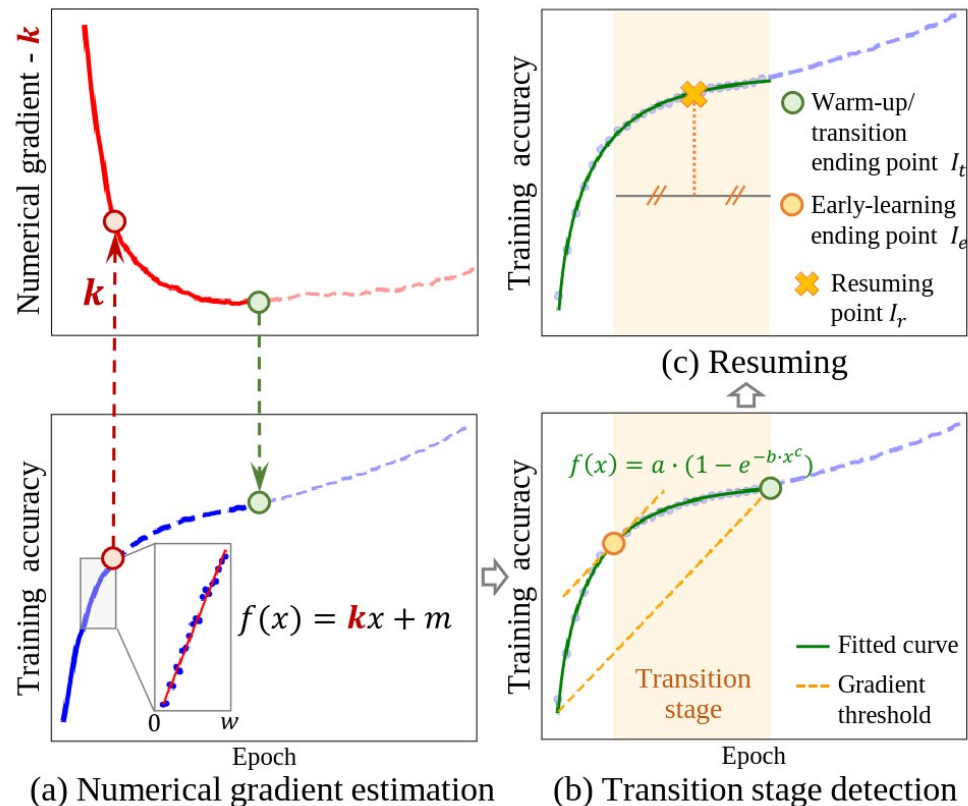 Numerical gradient - k
k
Training accuracy
f(x) = kx + m
0
w
Epoch
(a) Numerical gradient estimation
Training accuracy
Warm-up/
transition
ending point I_t
Early-learning
ending point I_e
Resuming
point I_r
(c) Resuming
Training accuracy
f(x) = a · (1 − e^{−b·x^c})
Transition
stage
Fitted curve
Gradient
threshold
Epoch
(b) Transition stage detection